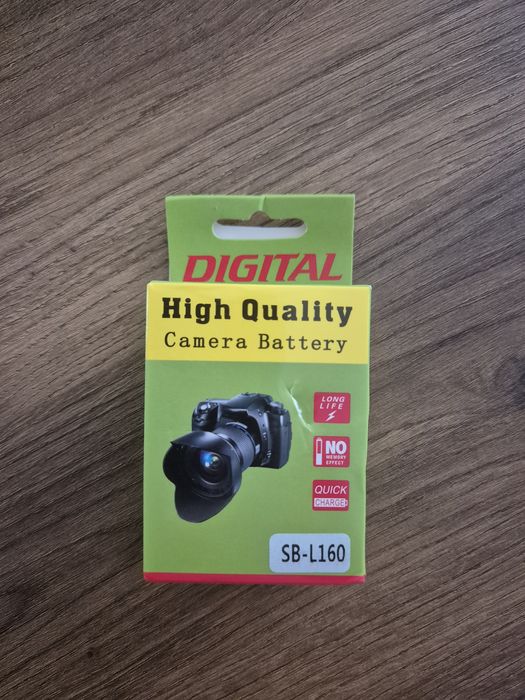 DIGITAL
High Quality
Camera Battery
LONG
LIFE
NO
MEMORY
EFFECT
QUICK
CHARGE
SB-L160